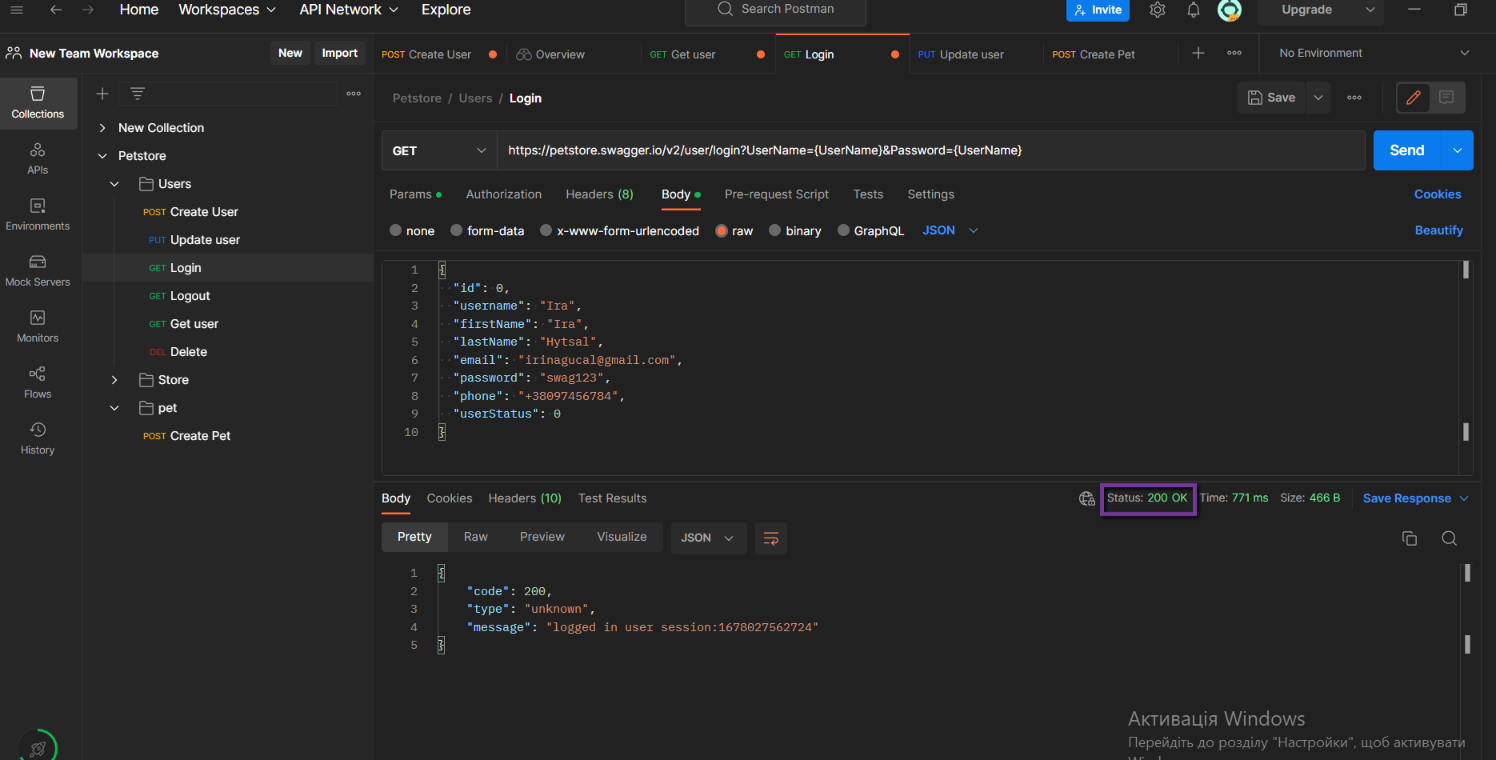 Home Workspaces API Network Explore Search Postman Invite Upgrade
New Team Workspace New Import POST Create User Overview GET Get user GET Login PUT Update user POST Create Pet No Environment
Collections
APIs
Environments
Mock Servers
Monitors
Flows
History
New Collection
Petstore
Users
POST Create User
PUT Update user
GET Login
GET Logout
GET Get user
DEL Delete
Store
pet
POST Create Pet
Petstore / Users / Login Save
GET https://petstore.swagger.io/v2/user/login?UserName={UserName}&Password={UserName} Send
Params Authorization Headers (8) Body Pre-request Script Tests Settings Cookies
none form-data x-www-form-urlencoded raw binary GraphQL JSON Beautify
1 {
2 "id": 0,
3 "username": "Ira",
4 "firstName": "Ira",
5 "lastName": "Hytsal",
6 "email": "irinagucal@gmail.com",
7 "password": "swag123",
8 "phone": "+38097456784",
9 "userStatus": 0
10 }
Body Cookies Headers (10) Test Results Status: 200 OK Time: 771 ms Size: 466 B Save Response
Pretty Raw Preview Visualize JSON
1 {
2 "code": 200,
3 "type": "unknown",
4 "message": "logged in user session:1678027562724"
5 }
Активація Windows
Перейдіть до розділу "Настройки", щоб активувати